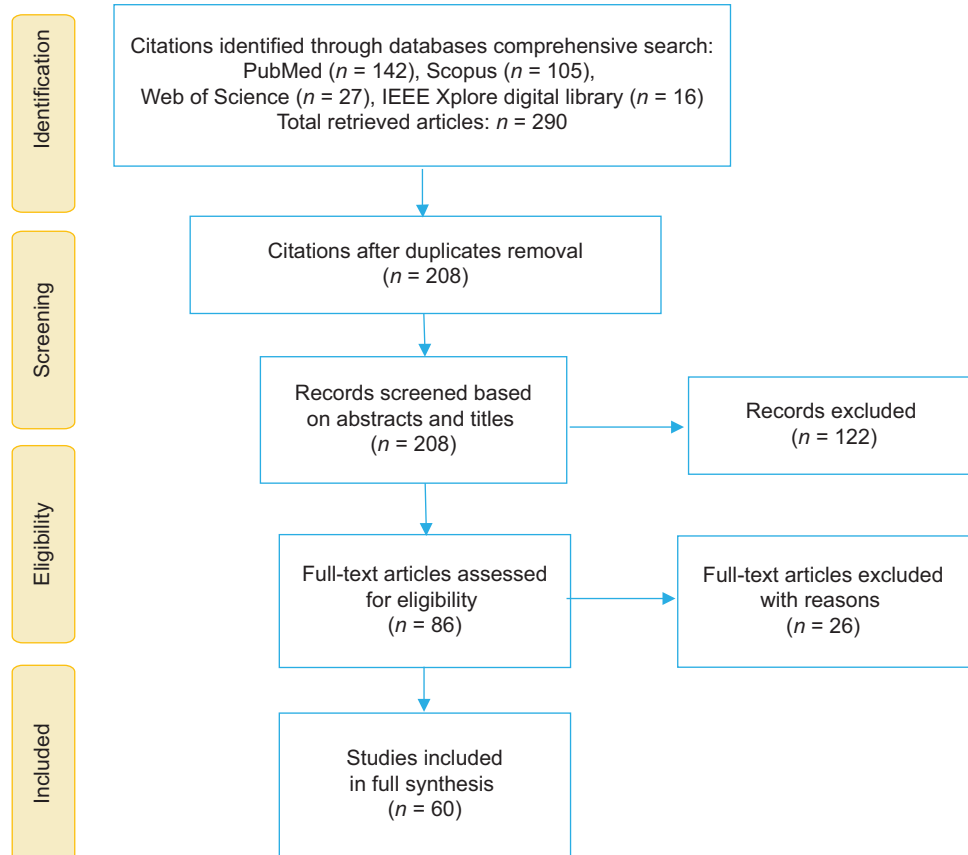 Identification
Citations identified through databases comprehensive search:
PubMed (n = 142), Scopus (n = 105),
Web of Science (n = 27), IEEE Xplore digital library (n = 16)
Total retrieved articles: n = 290
Screening
Citations after duplicates removal
(n = 208)
Records screened based
on abstracts and titles
(n = 208)
Records excluded
(n = 122)
Eligibility
Full-text articles assessed
for eligibility
(n = 86)
Full-text articles excluded
with reasons
(n = 26)
Included
Studies included
in full synthesis
(n = 60)